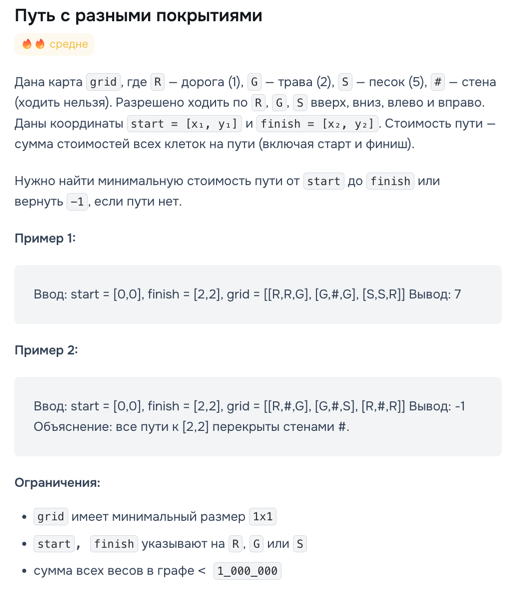 Путь с разными покрытиями
🔥🔥 средне
Дана карта grid, где R — дорога (1), G — трава (2), S — песок (5), # — стена
(ходить нельзя). Разрешено ходить по R, G, S вверх, вниз, влево и вправо.
Даны координаты start = [x₁, y₁] и finish = [x₂, y₂]. Стоимость пути —
сумма стоимостей всех клеток на пути (включая старт и финиш).
Нужно найти минимальную стоимость пути от start до finish или
вернуть −1, если пути нет.
Пример 1:
Ввод: start = [0,0], finish = [2,2], grid = [[R,R,G], [G,#,G], [S,S,R]] Вывод: 7
Пример 2:
Ввод: start = [0,0], finish = [2,2], grid = [[R,#,G], [G,#,S], [R,#,R]] Вывод: -1
Объяснение: все пути к [2,2] перекрыты стенами #.
Ограничения:
• grid имеет минимальный размер 1x1
• start, finish указывают на R, G или S
• сумма всех весов в графе < 1_000_000